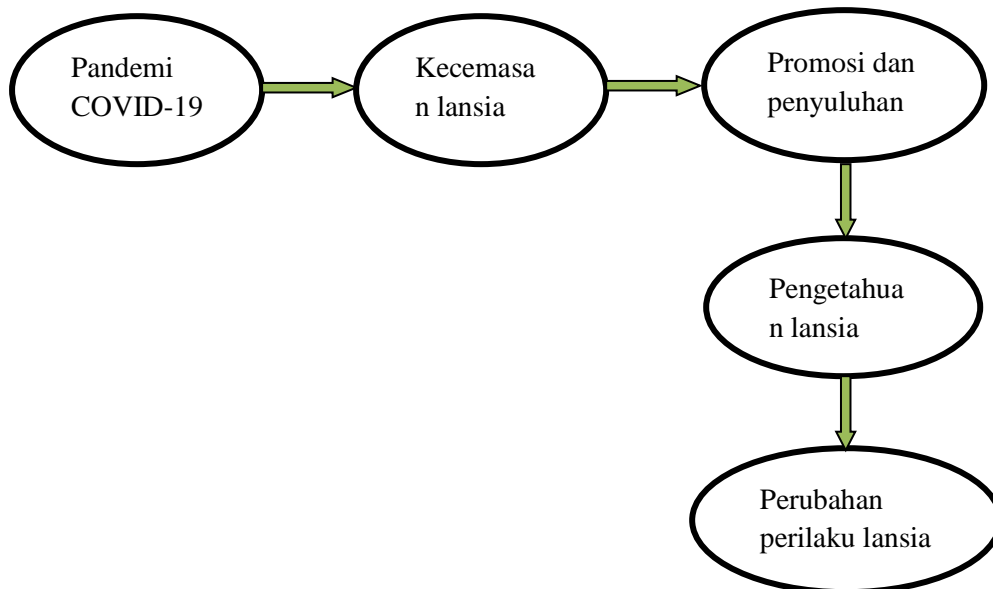 Pandemi
COVID-19
Kecemasa
n lansia
Promosi dan
penyuluhan
Pengetahua
n lansia
Perubahan
perilaku lansia